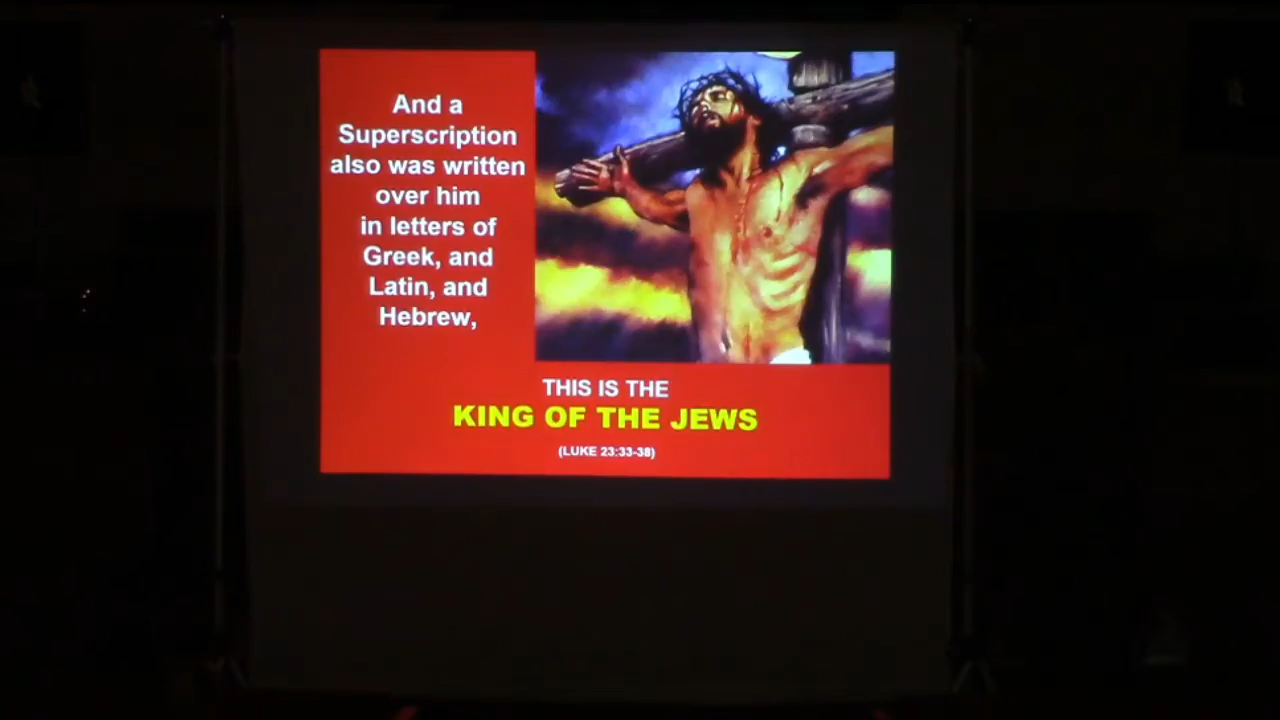 And a
Superscription
also was written
over him
in letters of
Greek, and
Latin, and
Hebrew,
THIS IS THE
KING OF THE JEWS
(LUKE 23:33-38)